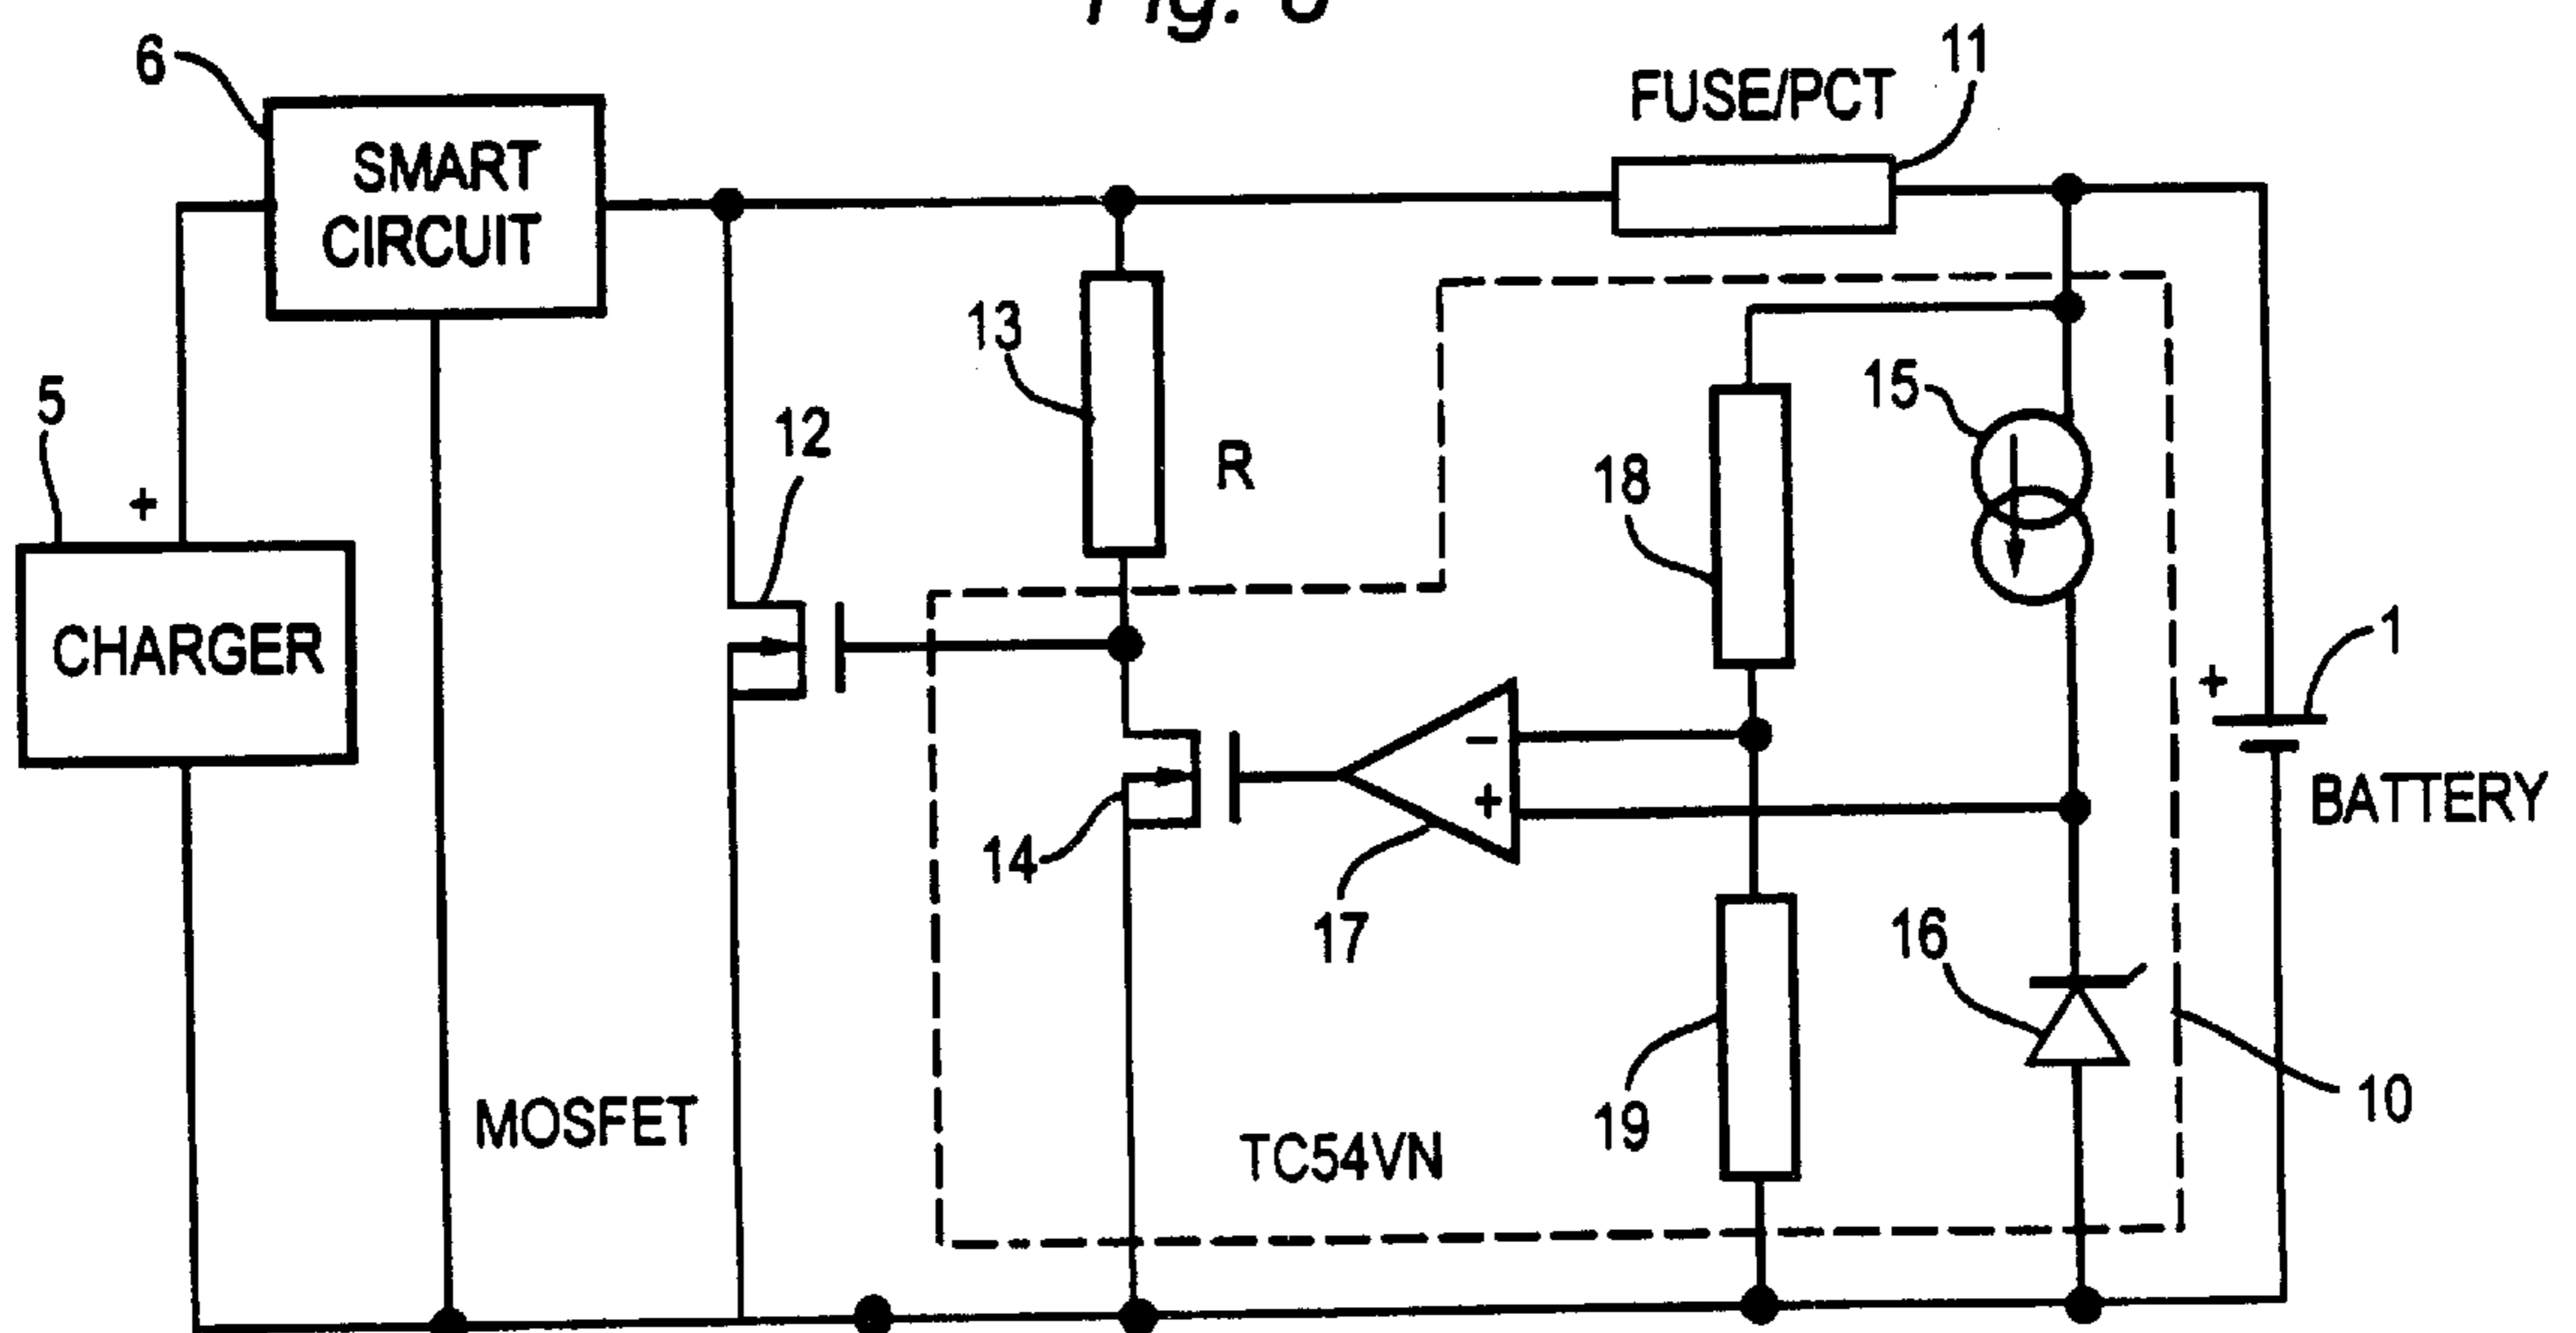 Fig.
6
11
FUSE/PCT
SMART
CIRCUIT
13
15
5
12
+
R
18
1
CHARGER
+
−
BATTERY
+
14
17
16
10
MOSFET
19
TC54VN